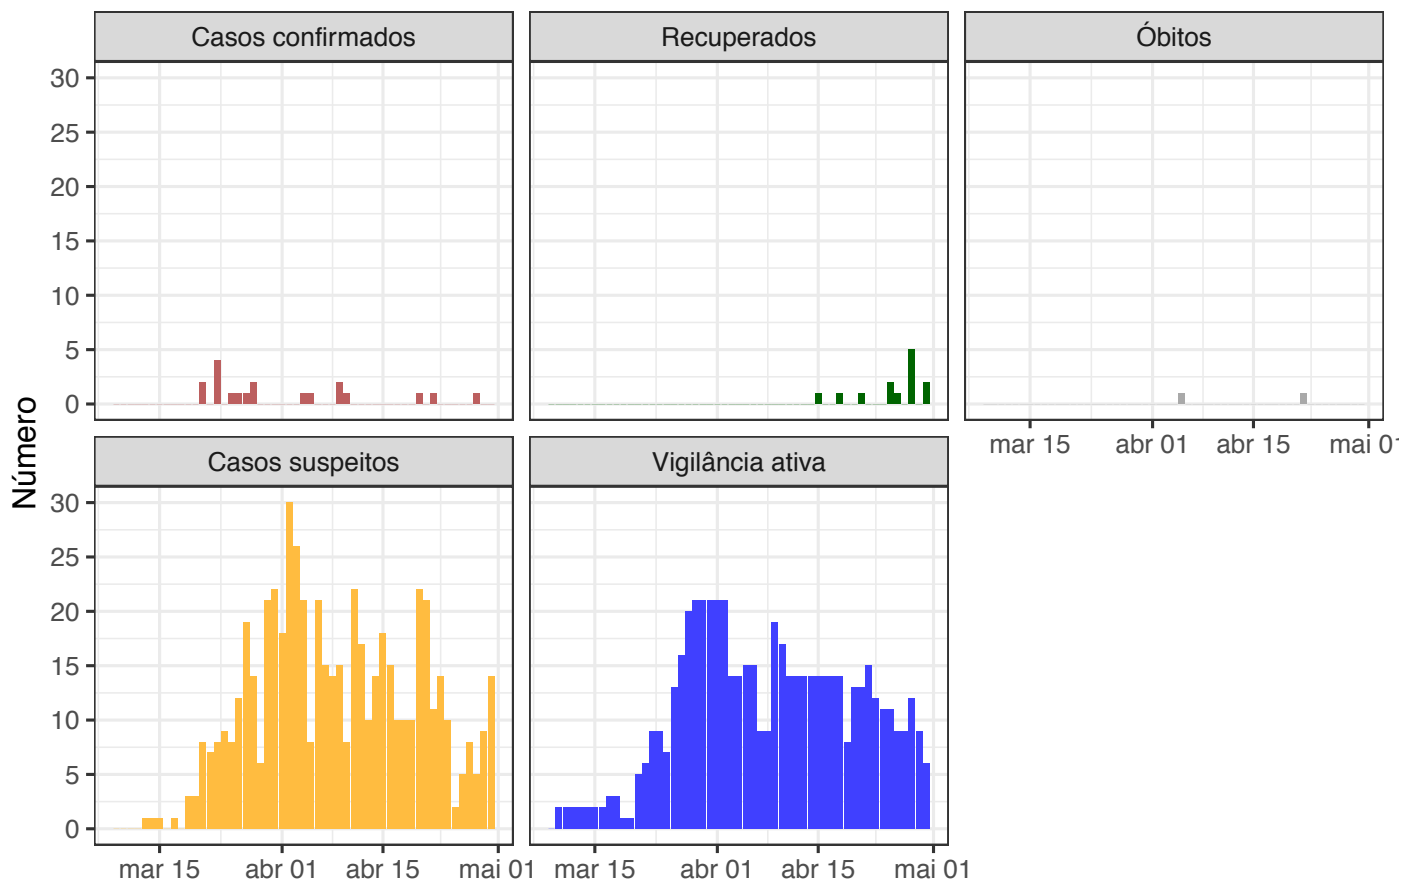 Casos confirmados
Recuperados
Óbitos
30
25
20
15
10
5
0
mar 15
abr 01
abr 15
mai 0
Número
Casos suspeitos
Vigilância ativa
30
25
20
15
10
5
0
mar 15
abr 01
abr 15
mai 01
mar 15
abr 01
abr 15
mai 01